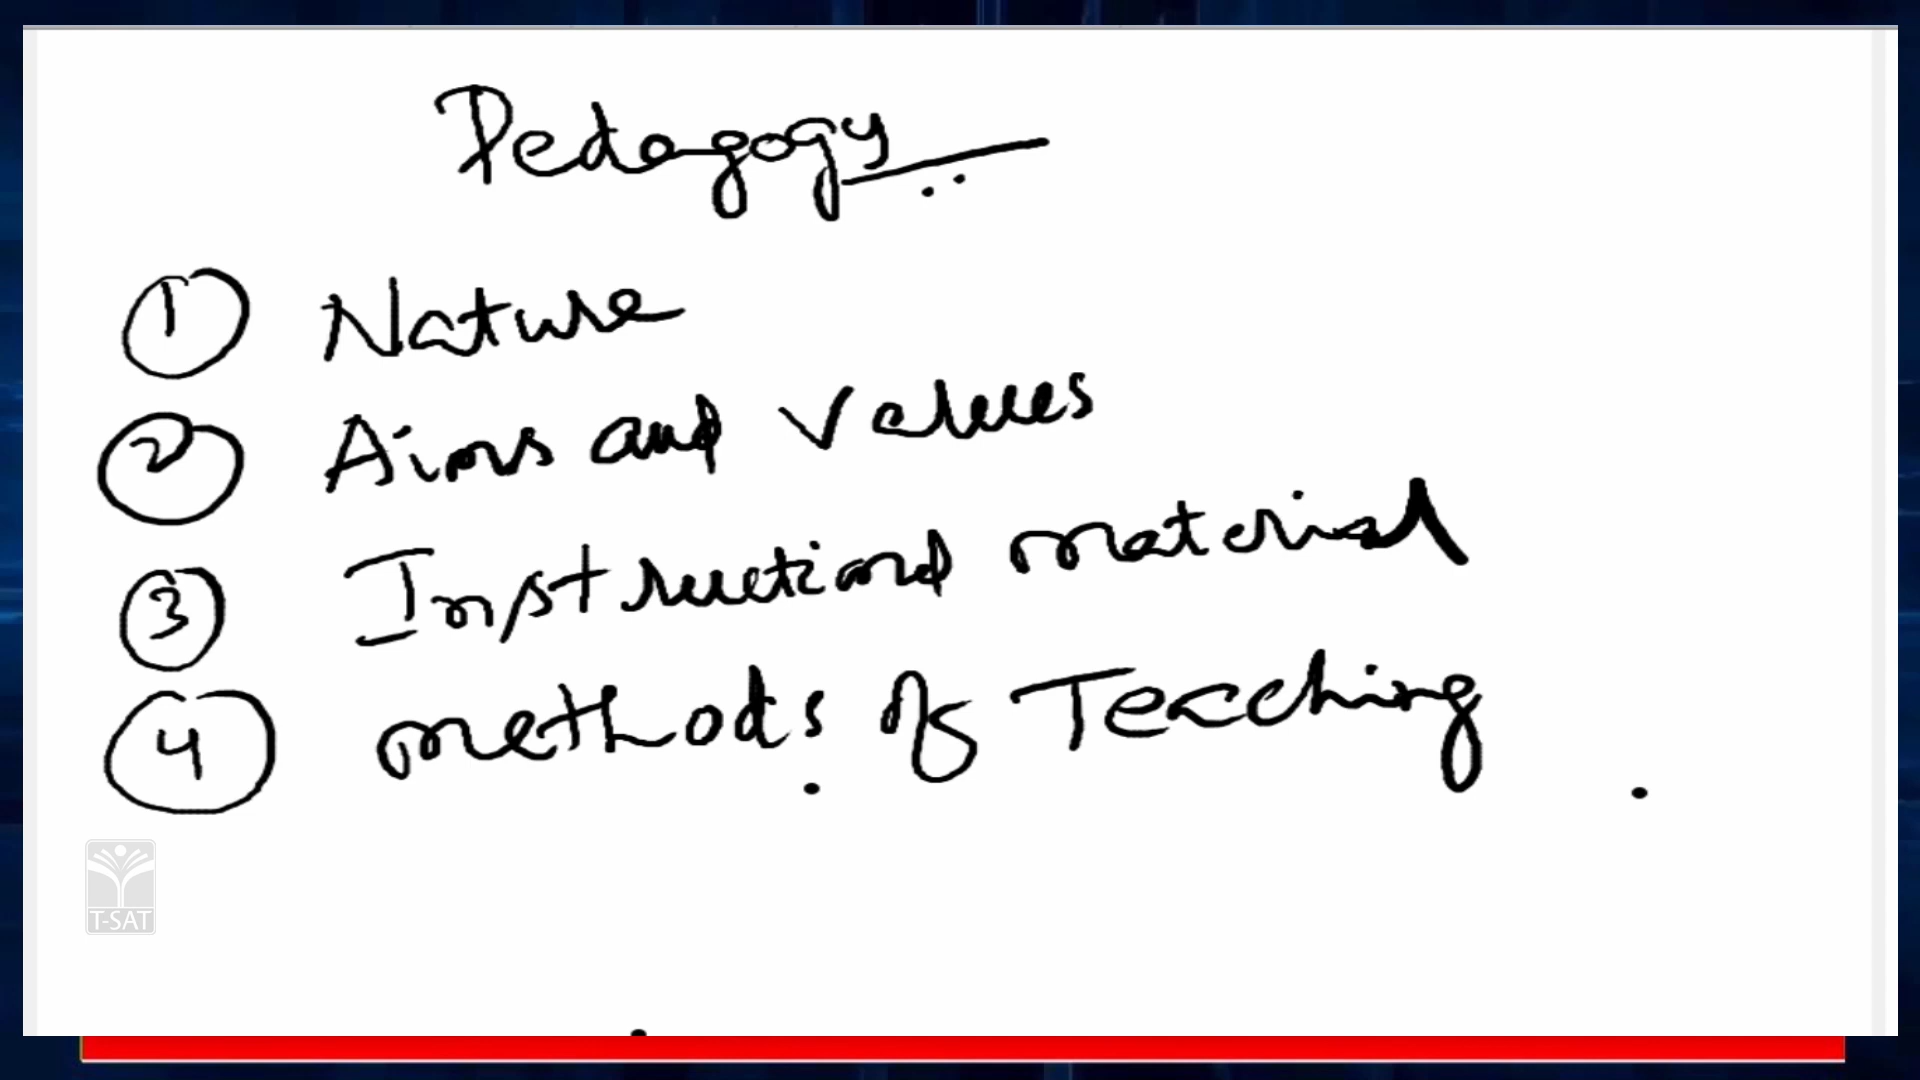 Pedagogy
1 Nature
2 Aims and Values
3 Instructional material
4 methods of Teaching
T-SAT